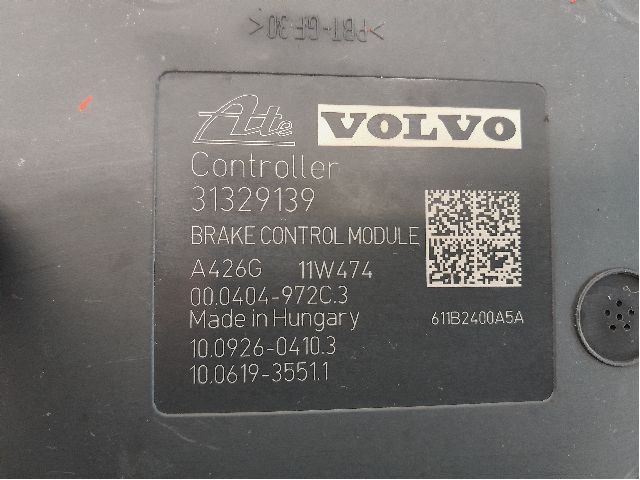 >PBT-GF30<
Ate VOLVO
Controller
31329139
BRAKE CONTROL MODULE
A426G 11W474
00.0404-972C.3
Made in Hungary 611B2400A5A
10.0926-0410.3
10.0619-3551.1